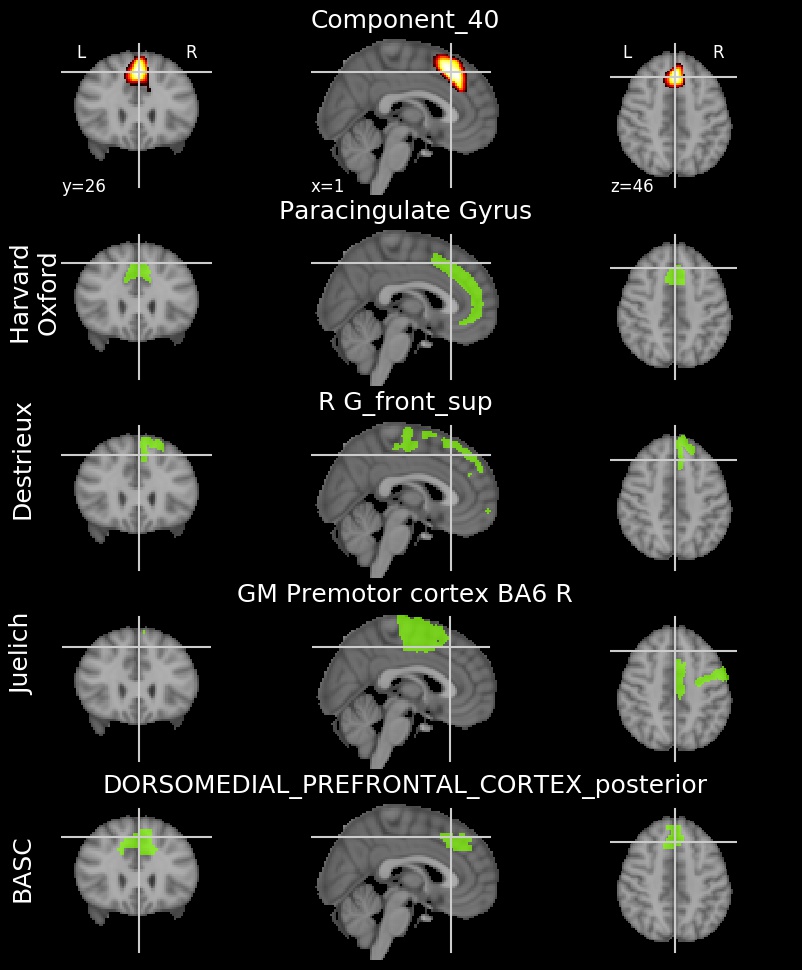 Component_40
L R L R
y=26 x=1 z=46
Paracingulate Gyrus
Harvard
Oxford
R G_front_sup
Destrieux
GM Premotor cortex BA6 R
Juelich
DORSOMEDIAL_PREFRONTAL_CORTEX_posterior
BASC